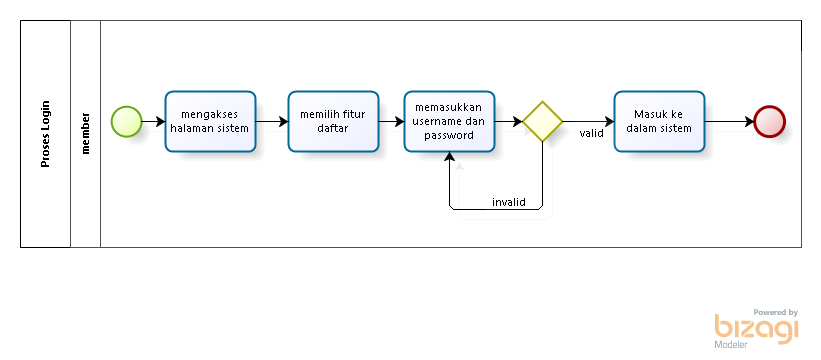 Proses Login
member
mengakses
halaman sistem
memilih fitur
daftar
memasukkan
username dan
password
valid
invalid
Masuk ke
dalam sistem
Powered by
bizagi
Modeler